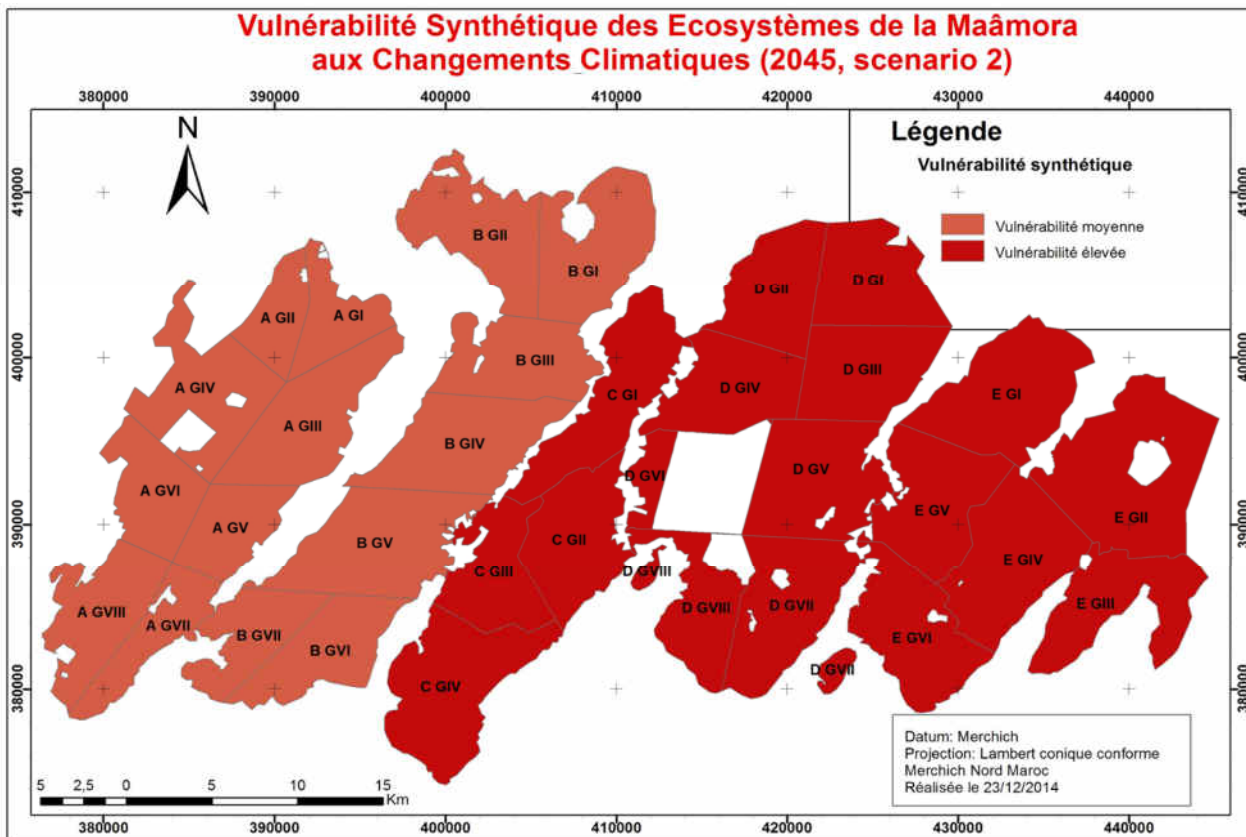 Vulnérabilité Synthétique des Ecosystèmes de la Maâmora
aux Changements Climatiques (2045, scenario 2)
380000 390000 400000 410000 420000 430000 440000
N
Légende
Vulnérabilité synthétique
Vulnérabilité moyenne
Vulnérabilité élevée
410000 410000
B GII
B GI
D GII
D GI
A GII
A GI
400000 400000
B GIII
D GIII
A GIV
C GI
D GIV
E GI
A GIII
B GIV
D GVI
D GV
A GVI
E GV
E GII
390000 390000
A GV
B GV
C GII
E GIV
C GIII
D GVIII
A GVIII
A GVII
D GVIII
D GVII
E GIII
B GVII
B GVI
E GVI
D GVII
C GIV
380000 380000
Datum: Merchich
Projection: Lambert conique conforme
Merchich Nord Maroc
Réalisée le 23/12/2014
5 2,5 0 5 10 15
Km
380000 390000 400000 410000 420000 430000 440000